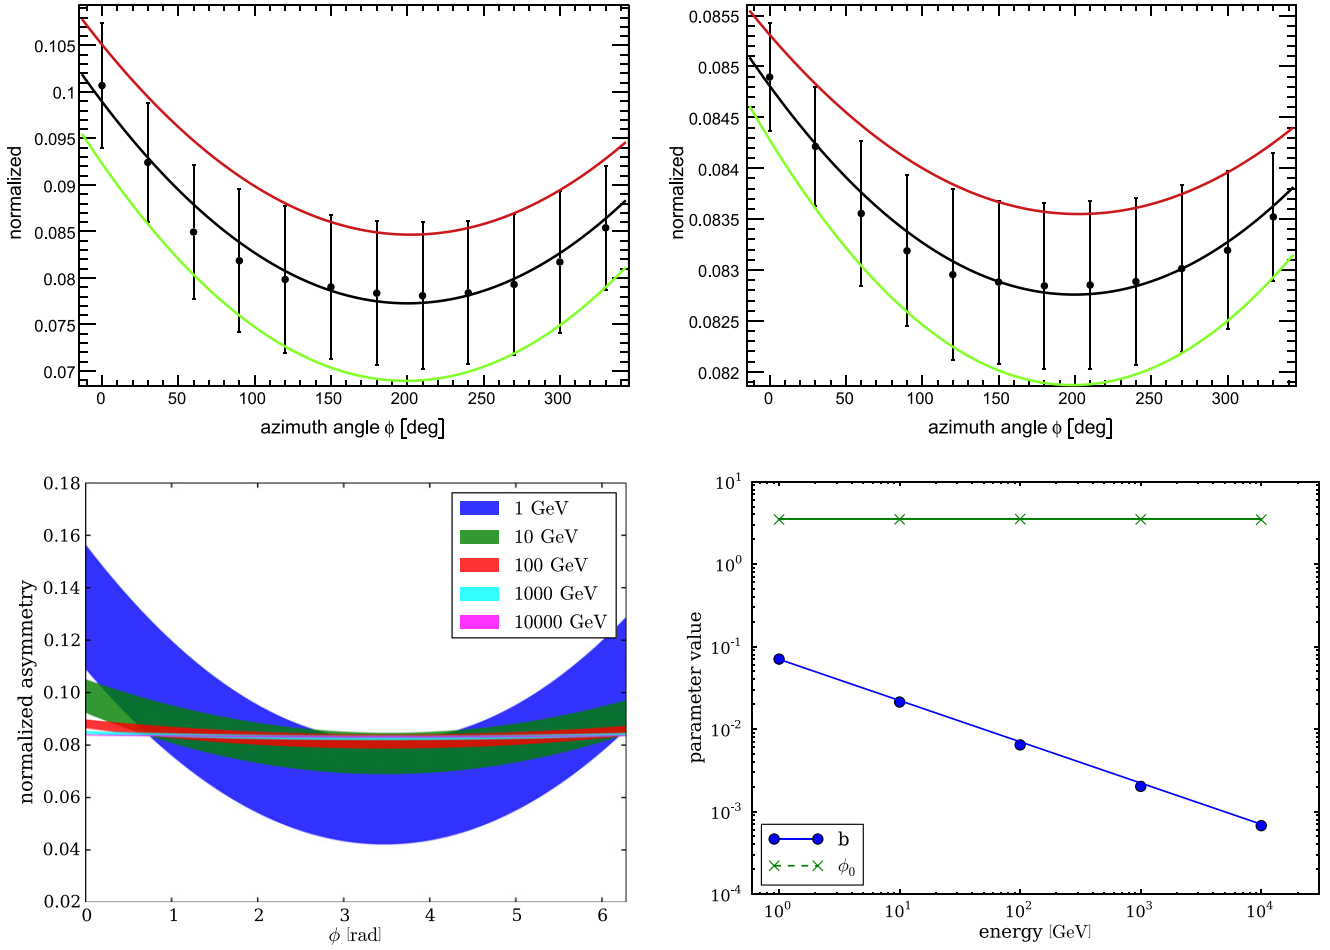 0.105
0.1
0.095
0.09
0.085
0.08
0.075
0.07
normalized
0 50 100 150 200 250 300
azimuth angle ϕ [deg]
0.0855
0.085
0.0845
0.084
0.0835
0.083
0.0825
0.082
normalized
0 50 100 150 200 250 300
azimuth angle ϕ [deg]
0.18
0.16
0.14
0.12
0.10
0.08
0.06
0.04
0.02
normalized asymmetry
1 GeV
10 GeV
100 GeV
1000 GeV
10000 GeV
0 1 2 3 4 5 6
ϕ [rad]
10¹
10⁰
10⁻¹
10⁻²
10⁻³
10⁻⁴
parameter value
b
ϕ₀
10⁰ 10¹ 10² 10³ 10⁴
energy [GeV]